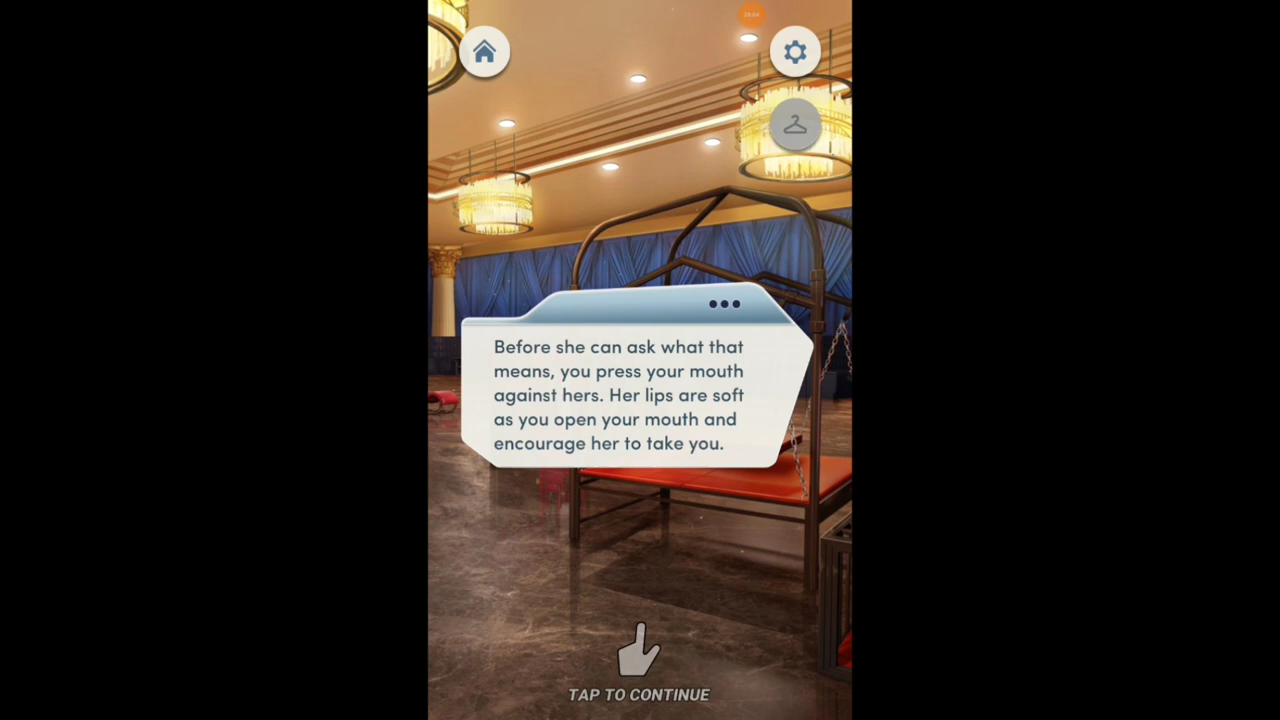 Before she can ask what that
means, you press your mouth
against hers. Her lips are soft
as you open your mouth and
encourage her to take you.
TAP TO CONTINUE